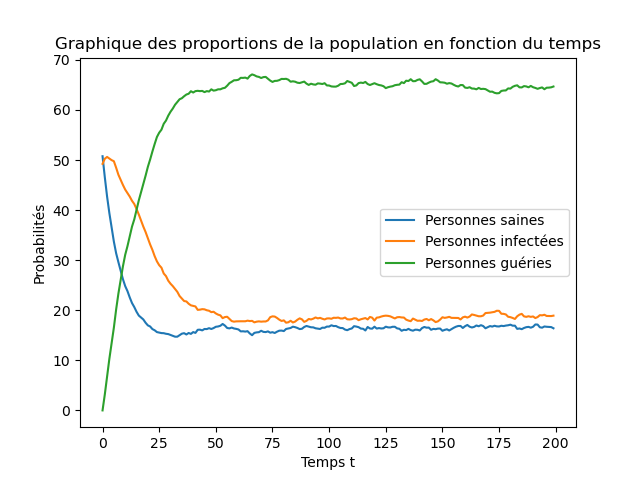 Graphique des proportions de la population en fonction du temps
70
60
50
40
30
20
10
0
Probabilités
Personnes saines
Personnes infectées
Personnes guéries
0 25 50 75 100 125 150 175 200
Temps t